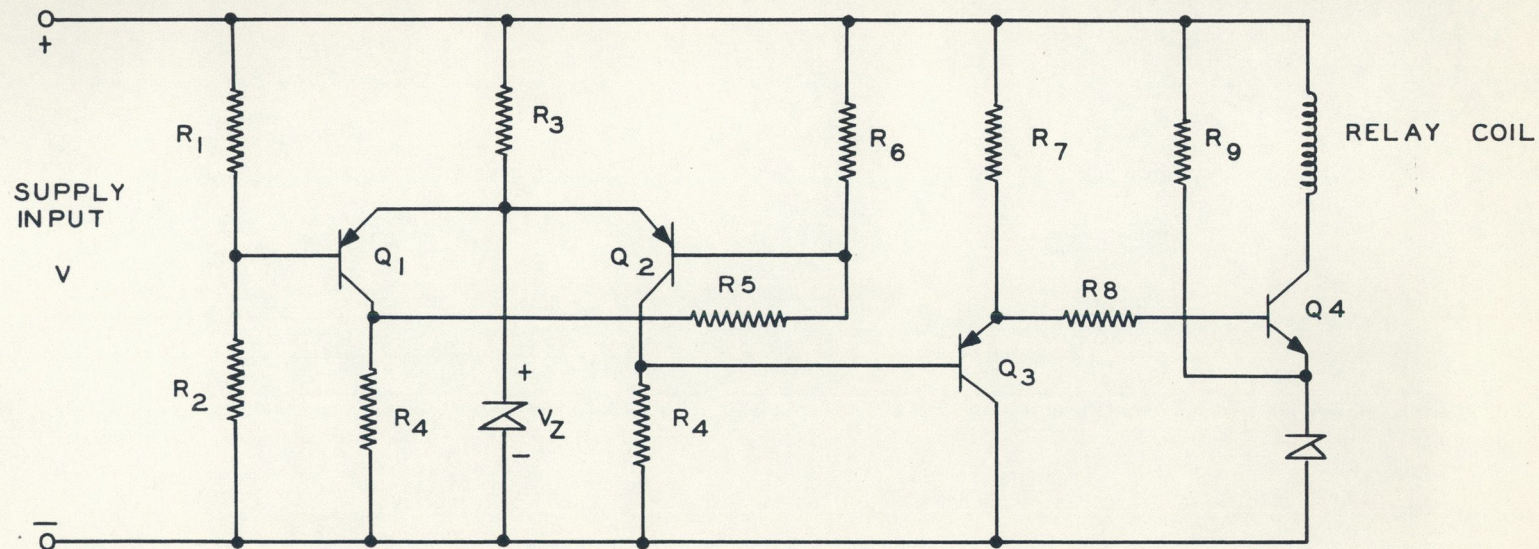 +
R1
R3
R6
R7
R9
RELAY COIL
SUPPLY
INPUT
V
Q1
Q2
R5
R8
Q4
Q3
R2
R4
+
VZ
−
R4
−